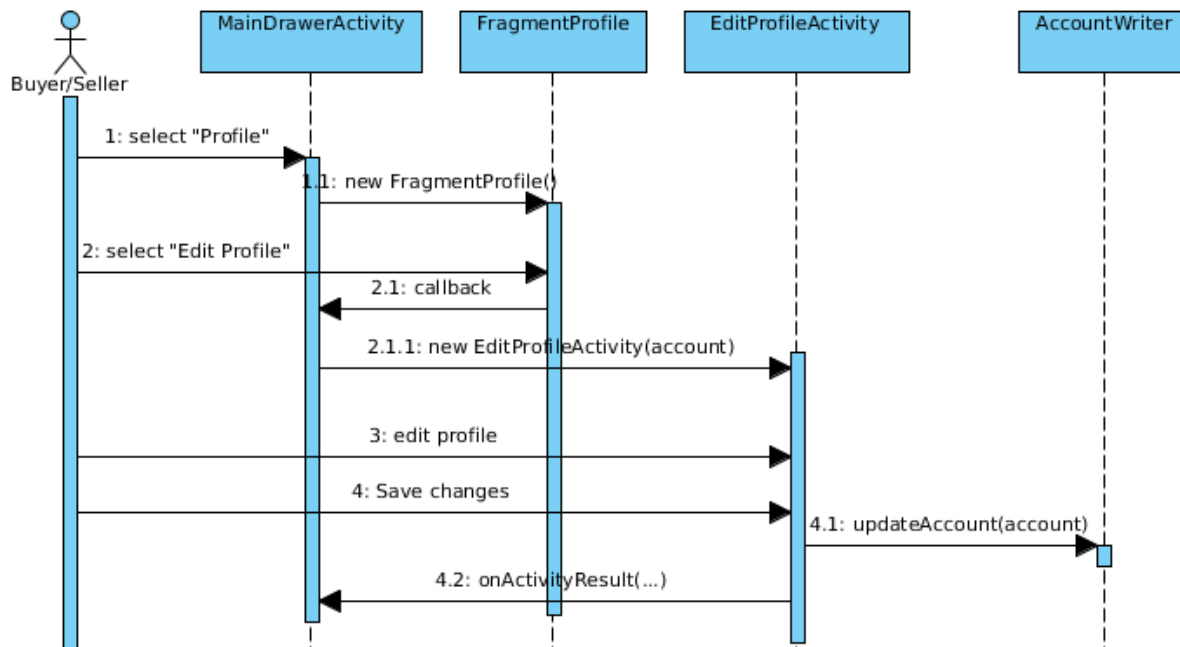 MainDrawerActivity
FragmentProfile
EditProfileActivity
AccountWriter
Buyer/Seller
1: select "Profile"
1.1: new FragmentProfile()
2: select "Edit Profile"
2.1: callback
2.1.1: new EditProfileActivity(account)
3: edit profile
4: Save changes
4.1: updateAccount(account)
4.2: onActivityResult(...)